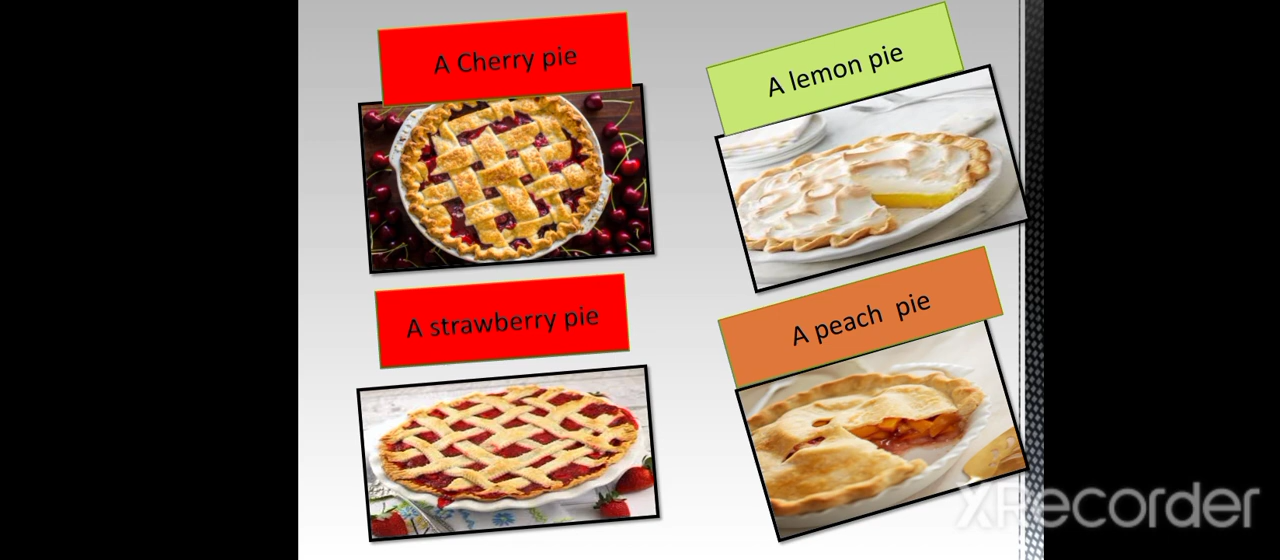 A Cherry pie
A lemon pie
A strawberry pie
A peach pie
XRecorder